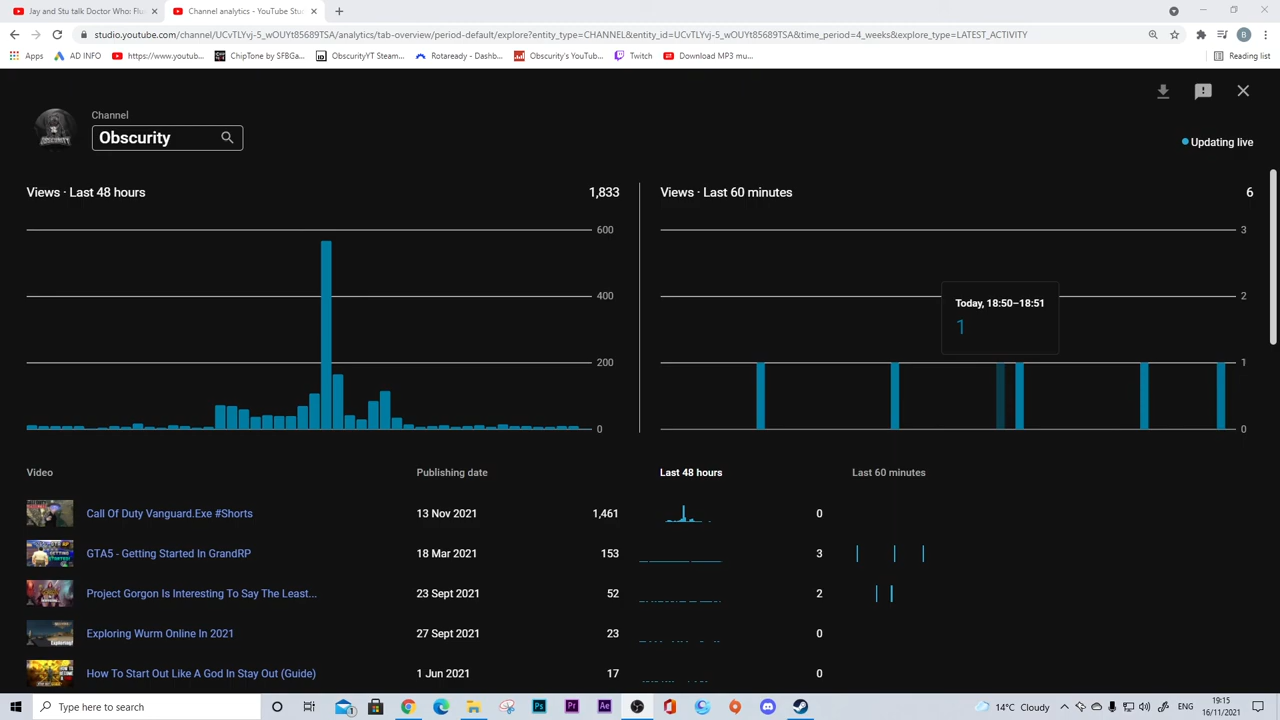 Jay and Stu talk Doctor Who: Flu
Channel analytics - YouTube Stu
studio.youtube.com/channel/UCvTLYvj-5_wOUYt85689TSA/analytics/tab-overview/period-default/explore?entity_type=CHANNEL&entity_id=UCvTLYvj-5_wOUYt85689TSA&time_period=4_weeks&explore_type=LATEST_ACTIVITY
B
Apps
AD INFO
https://www.youtub...
ChipTone by SFBGa...
ObscurityYT Steam...
Rotaready - Dashb...
Obscurity's YouTu...
Twitch
Download MP3 mu...
Reading list
Channel
Obscurity
Updating live
Views · Last 48 hours 1,833
Views · Last 60 minutes 6
600
400
200
0
3
2
1
0
Today, 18:50–18:51
1
Video Publishing date Last 48 hours Last 60 minutes
Call Of Duty Vanguard.Exe #Shorts 13 Nov 2021 1,461 0
GTA5 - Getting Started In GrandRP 18 Mar 2021 153 3
Project Gorgon Is Interesting To Say The Least... 23 Sept 2021 52 2
Exploring Wurm Online In 2021 27 Sept 2021 23 0
How To Start Out Like A God In Stay Out (Guide) 1 Jun 2021 17 0
Type here to search
Ps
Pr
Ae
14°C Cloudy
ENG
19:15
16/11/2021